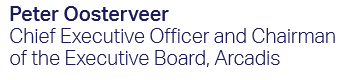 Peter Oosterveer
Chief Executive Officer and Chairman
of the Executive Board, Arcadis